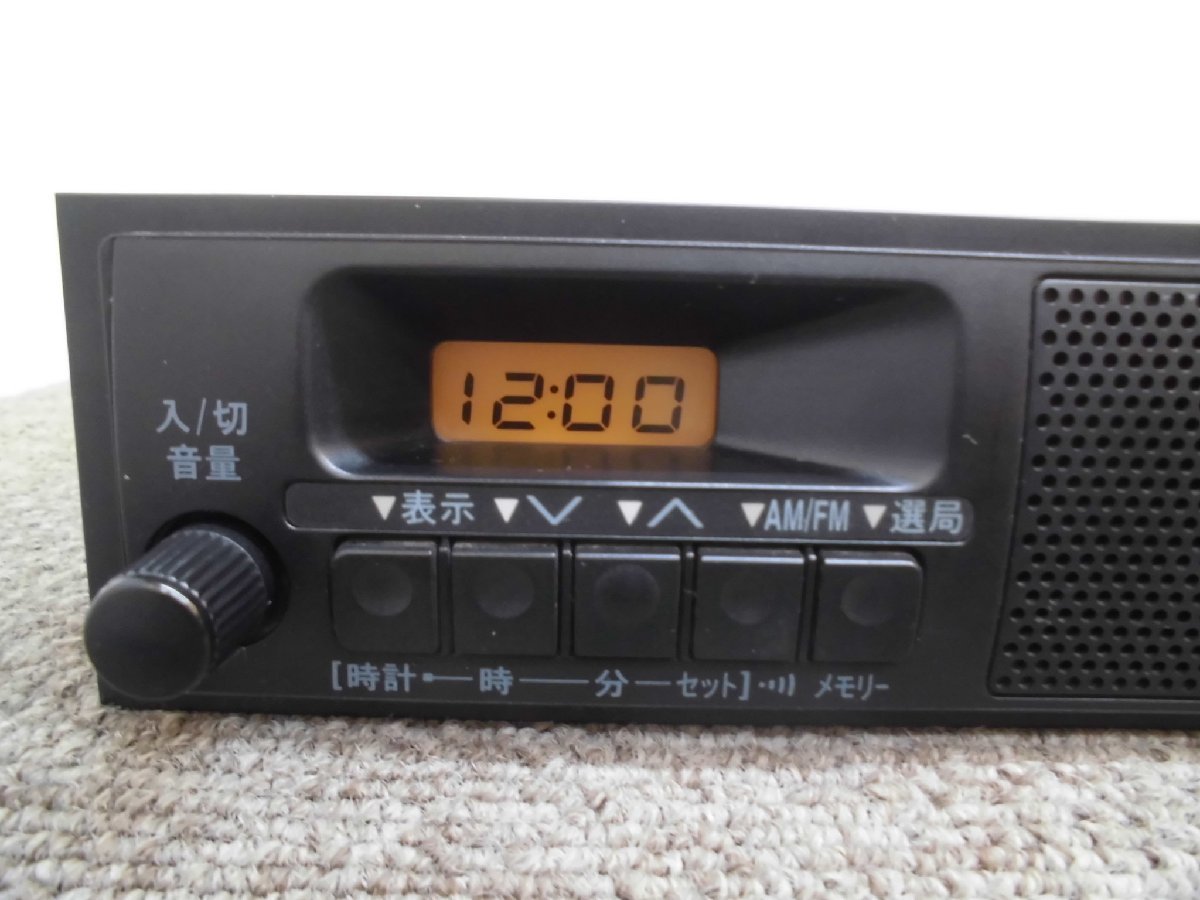 12:00
入/切
音量
▼表示 ▼∨ ▼∧ ▼AM/FM ▼選局
[時計 ― 時 ― 分 ― セット] メモリー